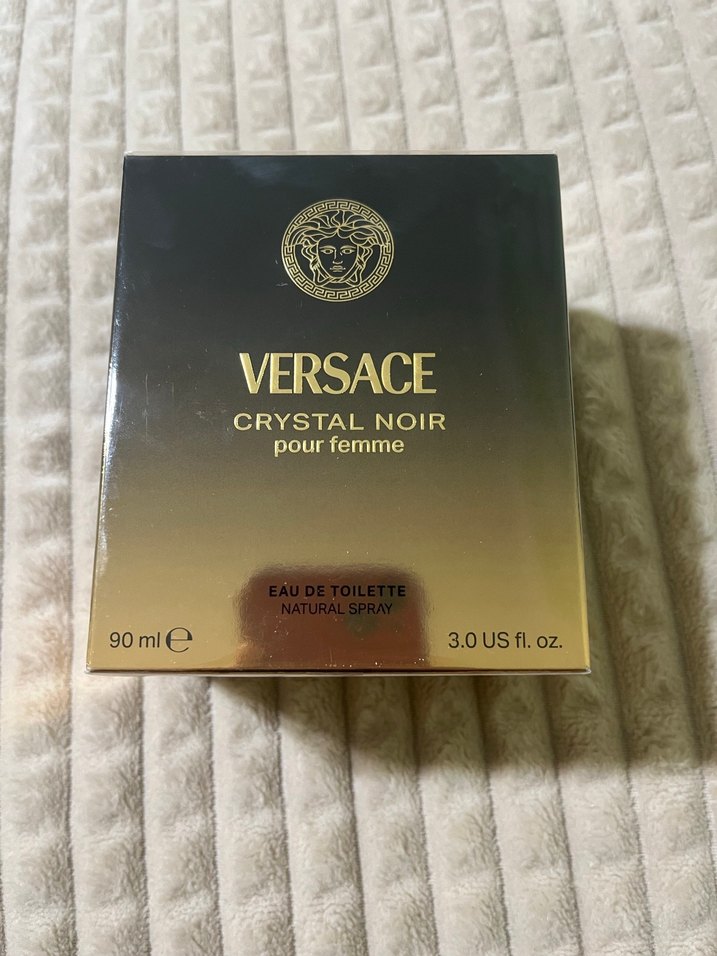 VERSACE
CRYSTAL NOIR
pour femme
EAU DE TOILETTE
NATURAL SPRAY
90 ml ℮
3.0 US fl. oz.